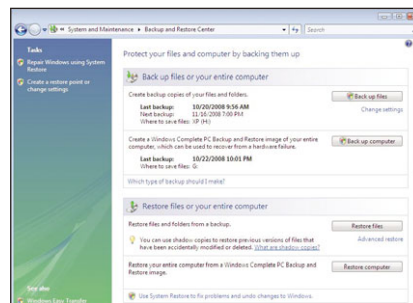 System and Maintenance ▸ Backup and Restore Center
Search
Tasks
Repair Windows using System
Restore
Create a restore point or
change settings
Protect your files and computer by backing them up
Back up files or your entire computer
Create backup copies of your files and folders.
Back up files
Last backup: 10/20/2008 9:56 AM
Change settings
Next backup: 11/16/2008 7:00 PM
Where to save files: XP (H:)
Create a Windows Complete PC Backup and Restore image of your entire
Back up computer
computer, which can be used to recover from a hardware failure.
Last backup: 10/22/2008 10:01 PM
Where to save files: G:
Which type of backup should I make?
Restore files or your entire computer
Restore files and folders from a backup.
Restore files
You can use shadow copies to restore previous versions of files that
Advanced restore
have been accidentally modified or deleted. What are shadow copies?
Restore your entire computer from a Windows Complete PC Backup and
Restore computer
Restore image.
See also
Windows Easy Transfer
Use System Restore to fix problems and undo changes to Windows.